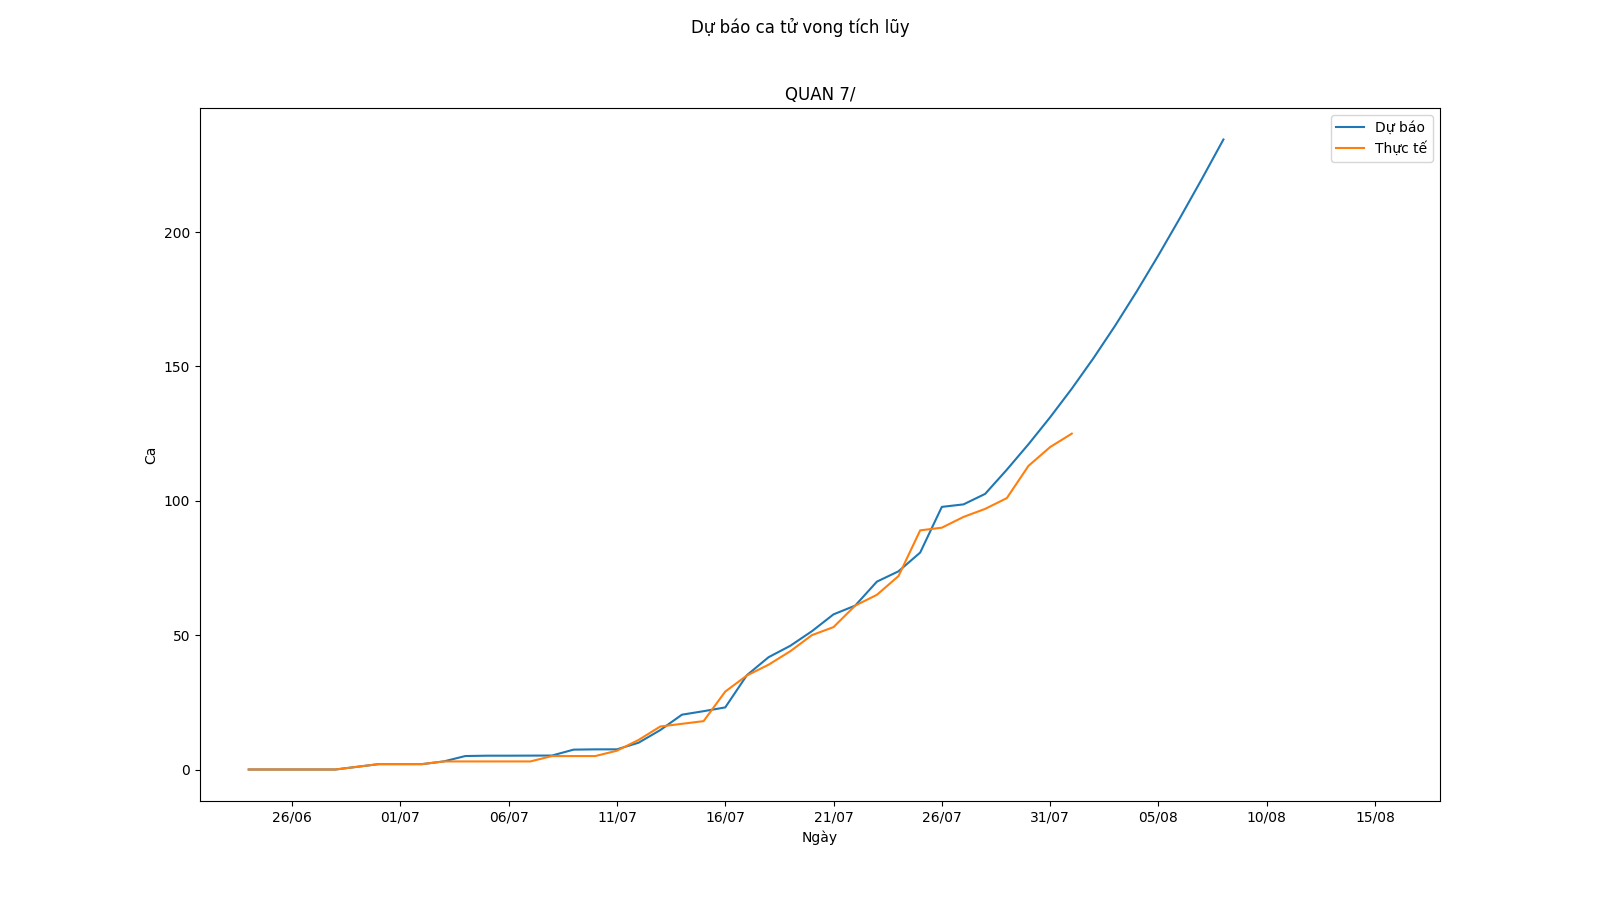 Dự báo ca tử vong tích lũy
QUAN 7/
Dự báo
Thực tế
200
150
100
50
0
Ca
26/06 01/07 06/07 11/07 16/07 21/07 26/07 31/07 05/08 10/08 15/08
Ngày